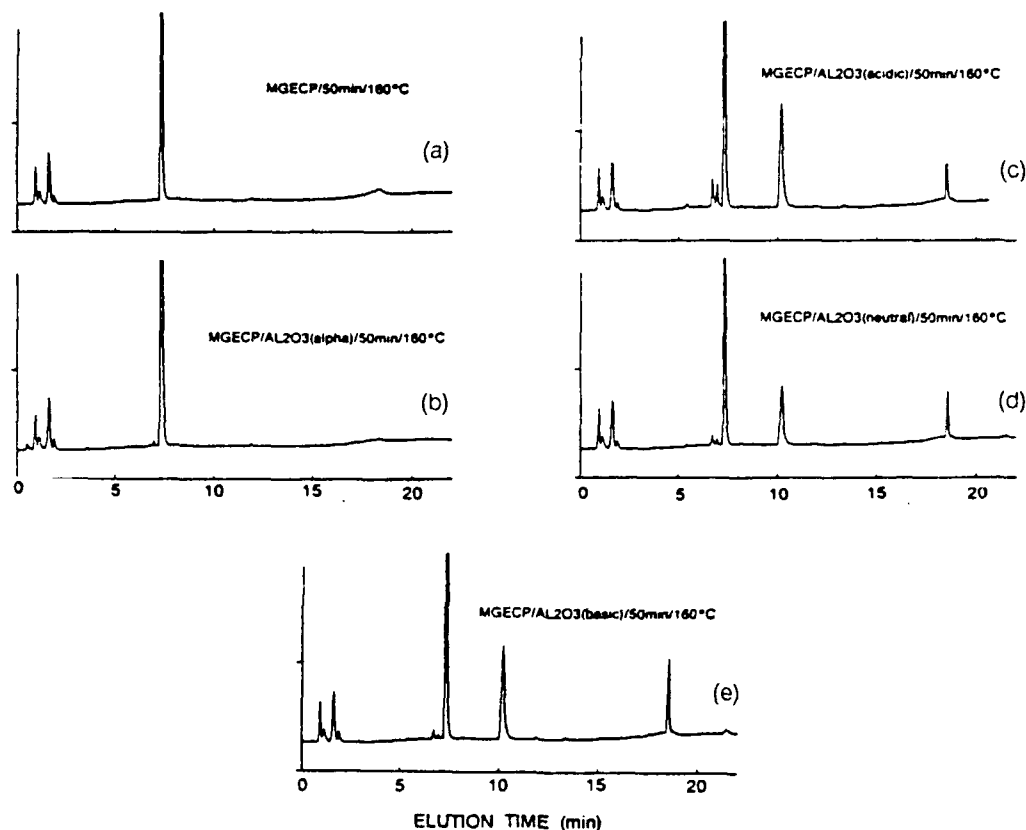 MGECP/50min/160°C
(a)
MGECP/AL2O3(alpha)/50min/160°C
(b)
0 5 10 15 20
MGECP/AL2O3(acidic)/50min/160°C
(c)
MGECP/AL2O3(neutral)/50min/160°C
(d)
0 5 10 15 20
MGECP/AL2O3(basic)/50min/160°C
(e)
0 5 10 15 20
ELUTION TIME (min)